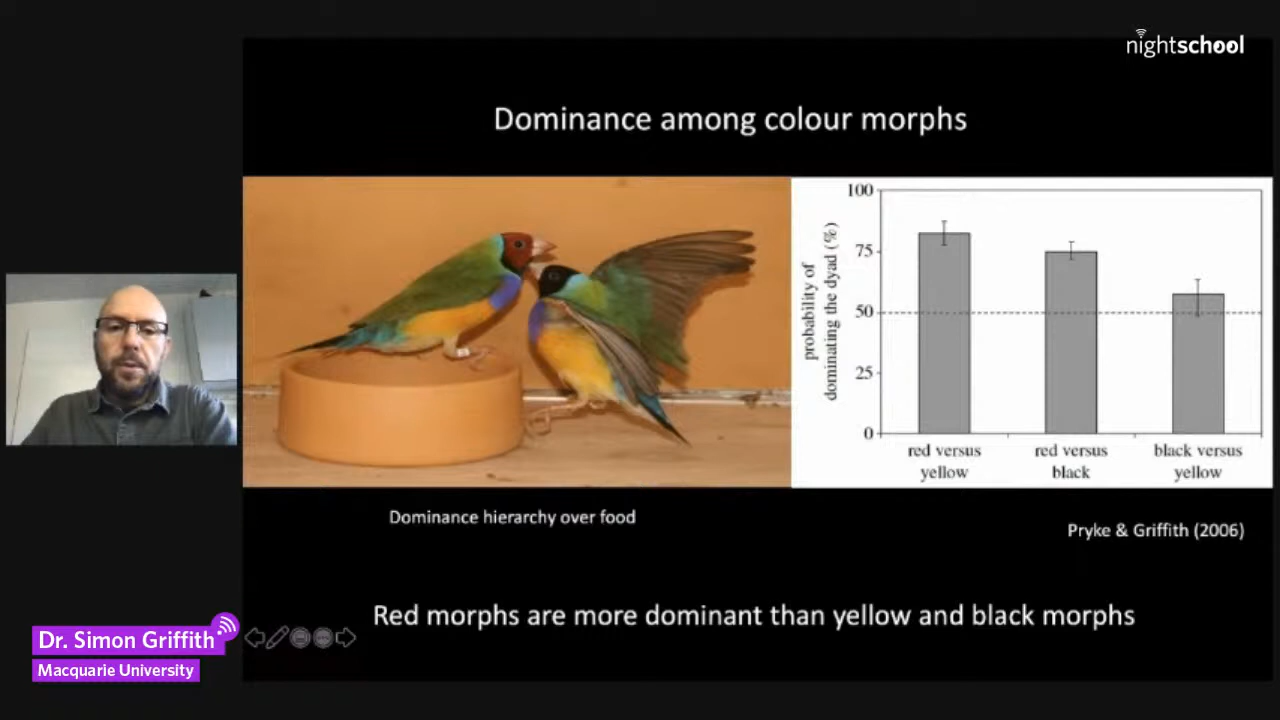 nightschool
Dominance among colour morphs
100
75
50
25
0
probability of
dominating the dyad (%)
red versus
yellow
red versus
black
black versus
yellow
Dominance hierarchy over food
Pryke & Griffith (2006)
Red morphs are more dominant than yellow and black morphs
Dr. Simon Griffith
Macquarie University